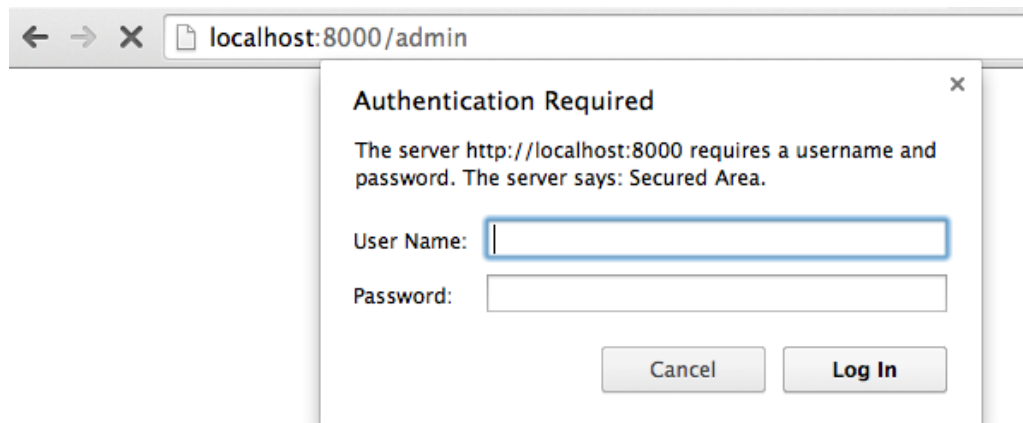 localhost:8000/admin
Authentication Required
The server http://localhost:8000 requires a username and
password. The server says: Secured Area.
User Name:
Password:
Cancel Log In